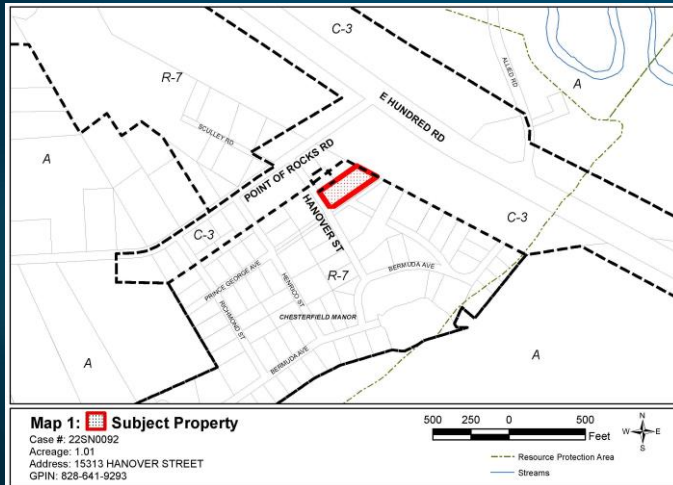 C-3
R-7
A
SCULLEY RD
ALLIED RD
A
E HUNDRED RD
POINT OF ROCKS RD
HANOVER ST
C-3
C-3
PRINCE GEORGE AVE
HENRICO ST
R-7
BERMUDA AVE
RICHMOND ST
CHESTERFIELD MANOR
BERMUDA AVE
A
A
Map 1: Subject Property
Case #: 22SN0092
Acreage: 1.01
Address: 15313 HANOVER STREET
GPIN: 828-641-9293
500 250 0 500
Feet
N
W E
S
Resource Protection Area
Streams